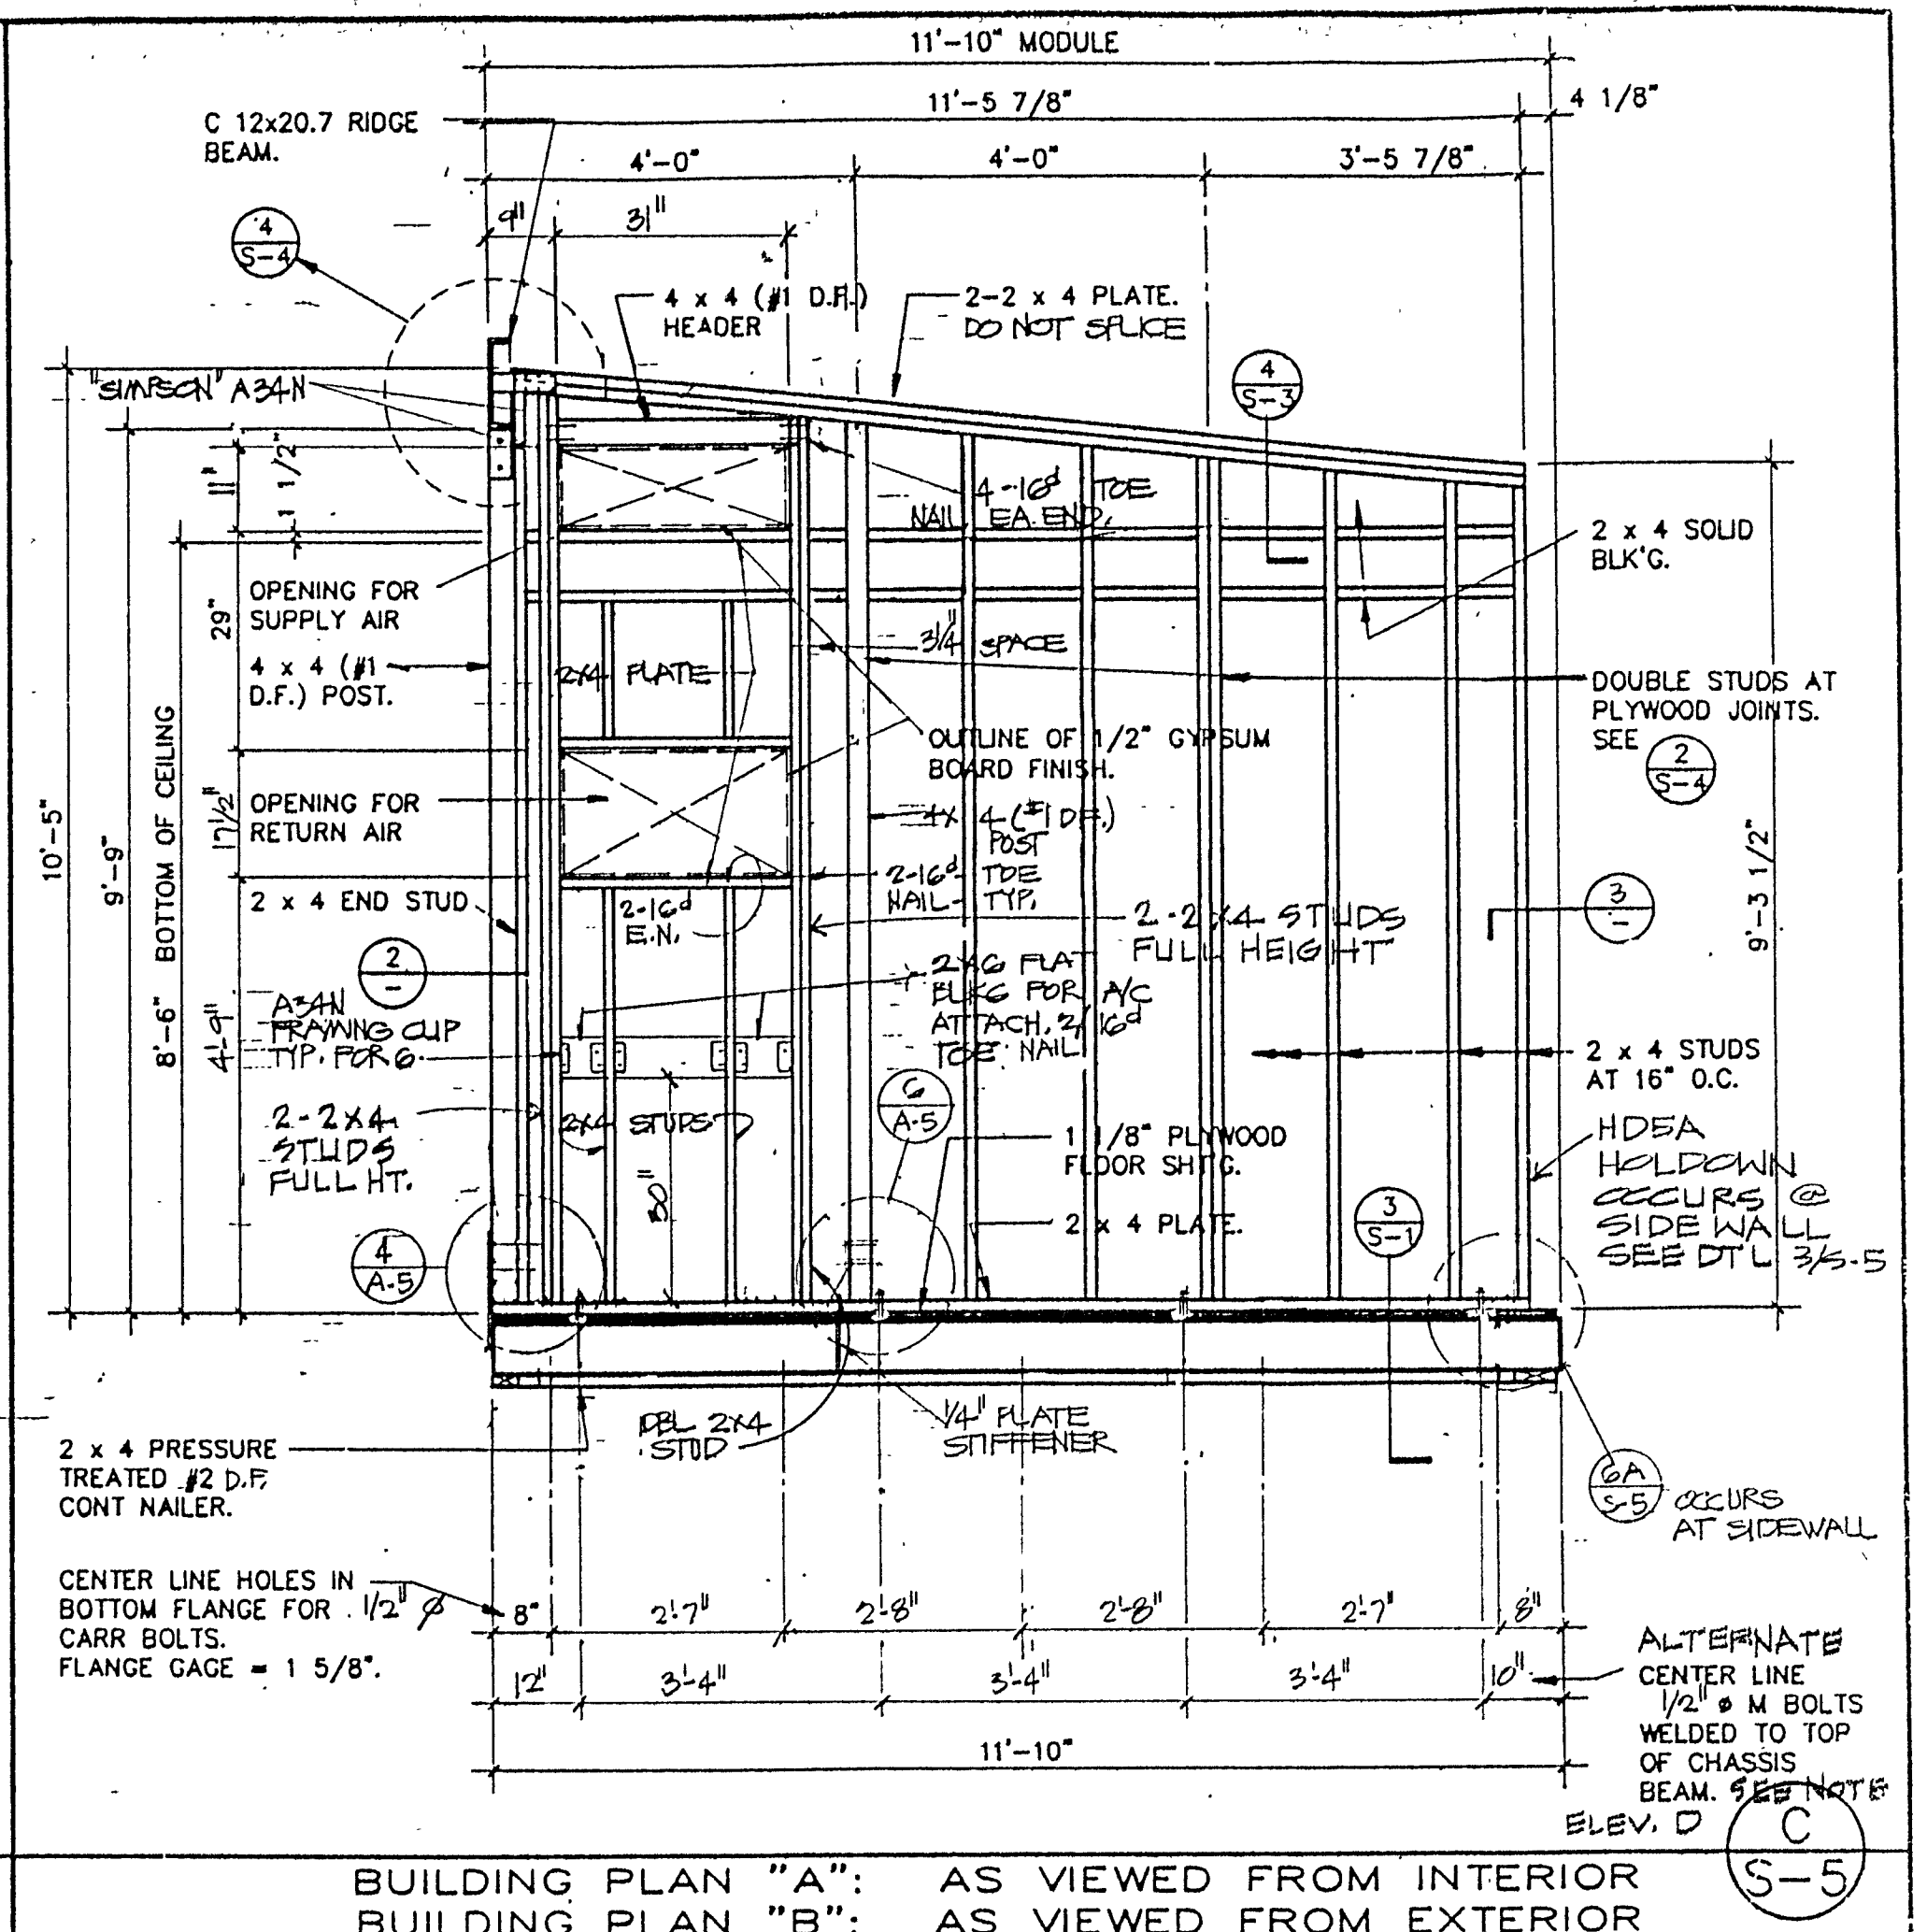 11'-10" MODULE
11'-5 7/8"
4 1/8"
C 12x20.7 RIDGE
BEAM.
4'-0"
4'-0"
3'-5 7/8"
9"
31"
4
S-4
4 x 4 (#1 D.F.)
HEADER
2-2 x 4 PLATE.
DO NOT SPLICE
4
S-3
"SIMPSON" A34N
11"
1 1/2"
4-16d TOE
NAIL EA. END.
2 x 4 SOLID
BLK'G.
OPENING FOR
SUPPLY AIR
29"
3/4" SPACE
4 x 4 (#1
D.F.) POST.
2x4 PLATE
DOUBLE STUDS AT
PLYWOOD JOINTS.
SEE
2
S-4
OUTLINE OF 1/2" GYPSUM
BOARD FINISH.
OPENING FOR
RETURN AIR
17 1/2"
4x 4 (#1 D.F.)
POST
10'-5"
9'-9"
8'-6" BOTTOM OF CEILING
9'-3 1/2"
2-16d TOE
NAIL- TYP.
2 x 4 END STUD
2-16d
E.N.
2-2x4 STUDS
FULL HEIGHT
3
-
2
-
A34N
FRAMING CLIP
TYP. FOR 6.
4'-9"
2x6 FLAT
BLKG FOR A/C
ATTACH. 2/16d
TOE NAIL
2 x 4 STUDS
AT 16" O.C.
6
A-5
2-2x4
STUDS
FULL HT.
2x4 STUDS
30"
1 1/8" PLYWOOD
FLOOR SHT'G.
HD5A
HOLDOWN
OCCURS @
SIDE WALL
SEE DTL 3/S-5
2 x 4 PLATE.
3
S-1
4
A-5
DBL 2x4
STUD
1/4" PLATE
STIFFENER
2 x 4 PRESSURE
TREATED #2 D.F.
CONT NAILER.
6A
S-5
OCCURS
AT SIDEWALL
CENTER LINE HOLES IN
BOTTOM FLANGE FOR 1/2" ø
CARR BOLTS.
FLANGE GAGE = 1 5/8".
8"
2'-7"
2'-8"
2'-8"
2'-7"
8"
12"
3'-4"
3'-4"
3'-4"
10"
ALTERNATE
CENTER LINE
1/2" ø M BOLTS
WELDED TO TOP
OF CHASSIS
BEAM. SEE NOTE
11'-10"
ELEV. D
C
S-5
BUILDING PLAN "A": AS VIEWED FROM INTERIOR
BUILDING PLAN "B": AS VIEWED FROM EXTERIOR